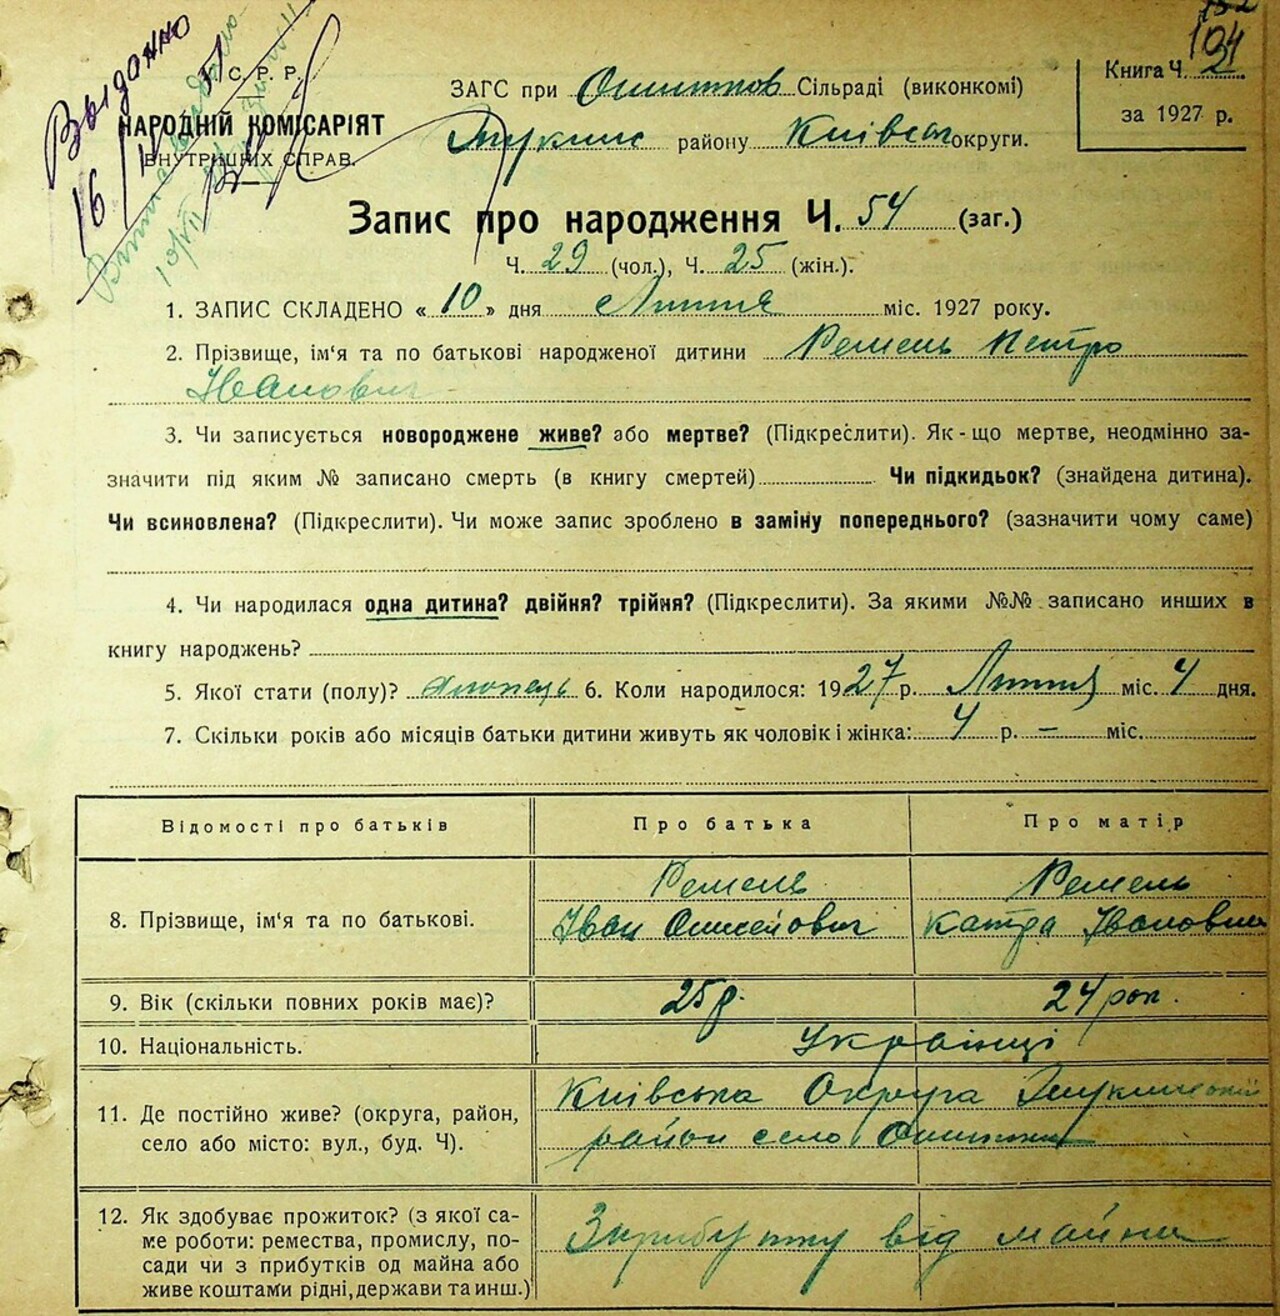 Выданно
16/
С. Р. Р.
НАРОДНІЙ КОМІСАРІЯТ
ВНУТРІШНІХ СПРАВ.
104
Книга Ч. 2
за 1927 р.
ЗАГС при Сільраді (виконкомі)
району Київськ округи.
Запис про народження Ч. 54 (заг.)
Ч. 29 (чол.), Ч. 25 (жін.).
1. ЗАПИС СКЛАДЕНО « 10 » дня Липня міс. 1927 року.
2. Прізвище, ім‘я та по батькові народженої дитини Ремель Петро
Іванович
3. Чи записується новороджене живе? або мертве? (Підкреслити). Як-що мертве, неодмінно за-
значити під яким № записано смерть (в книгу смертей) Чи підкидьок? (знайдена дитина).
Чи всиновлена? (Підкреслити). Чи може запис зроблено в заміну попереднього? (зазначити чому саме)
4. Чи народилася одна дитина? двійня? трійня? (Підкреслити). За якими №№ записано инших в
книгу народжень?
5. Якої стати (полу)? хлопець 6. Коли народилося: 1927 р. Липня міс. 4 дня.
7. Скільки років або місяців батьки дитини живуть як чоловік і жінка: 4 р. — міс.
Відомості про батьків Про батька Про матір
8. Прізвище, ім‘я та по батькові. Ремель Іван Ремель Івановна
9. Вік (скільки повних років має)? 25 р. 24 рок.
10. Національність. Українці
11. Де постійно живе? (округа, район, Київська Округа
село або місто: вул., буд. Ч). район село
12. Як здобуває прожиток? (з якої са-
ме роботи: ремества, промислу, по- від майна
сади чи з прибутків од майна або
живе коштами рідні, держави та инш.)